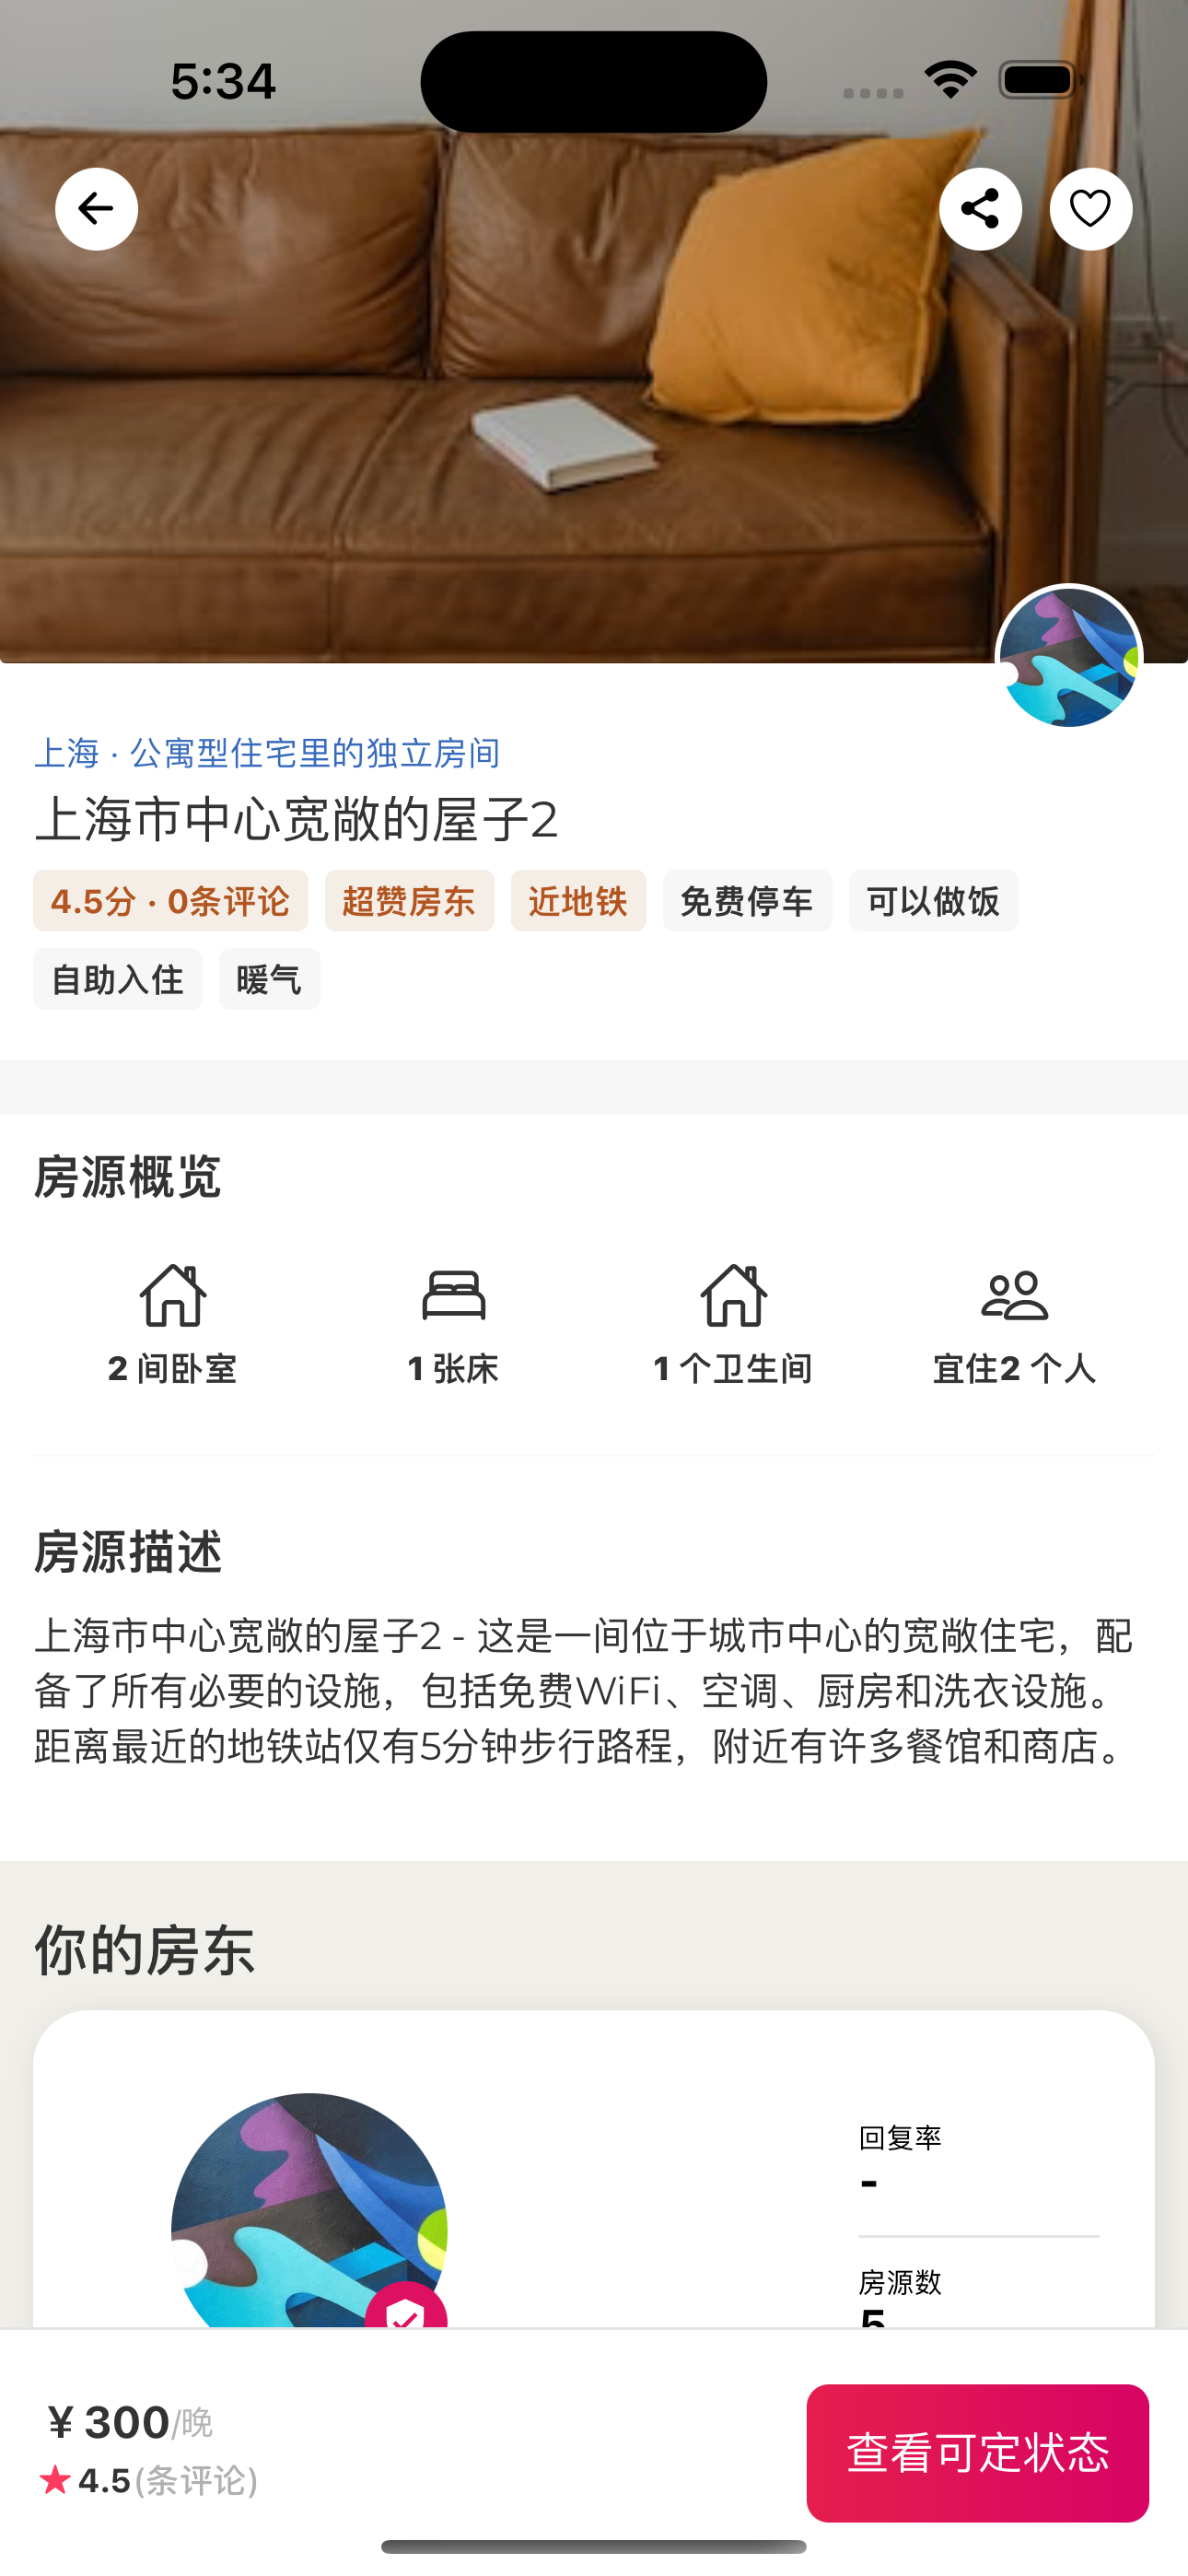 5:34
上海 · 公寓型住宅里的独立房间
上海市中心宽敞的屋子2
4.5分 · 0条评论 超赞房东 近地铁 免费停车 可以做饭
自助入住 暖气
房源概览
2 间卧室 1 张床 1 个卫生间 宜住2 个人
房源描述
上海市中心宽敞的屋子2 - 这是一间位于城市中心的宽敞住宅，配
备了所有必要的设施，包括免费WiFi、空调、厨房和洗衣设施。
距离最近的地铁站仅有5分钟步行路程，附近有许多餐馆和商店。
你的房东
回复率
-
房源数
5
¥ 300/晚
4.5(条评论)
查看可定状态